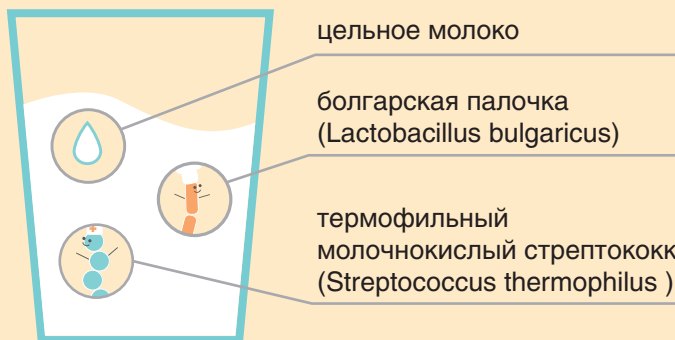 цельное молоко
болгарская палочка
(Lactobacillus bulgaricus)
термофильный
молочнокислый стрептококк
(Streptococcus thermophilus )